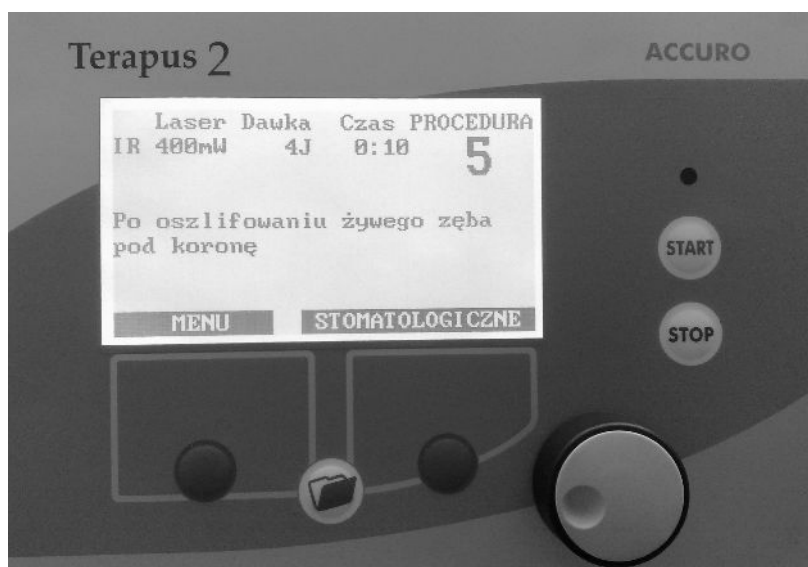 Terapus 2
ACCURO
Laser Dawka Czas PROCEDURA
IR 400mW 4J 0:10 5
Po oszlifowaniu żywego zęba
pod koronę
MENU STOMATOLOGICZNE
START
STOP